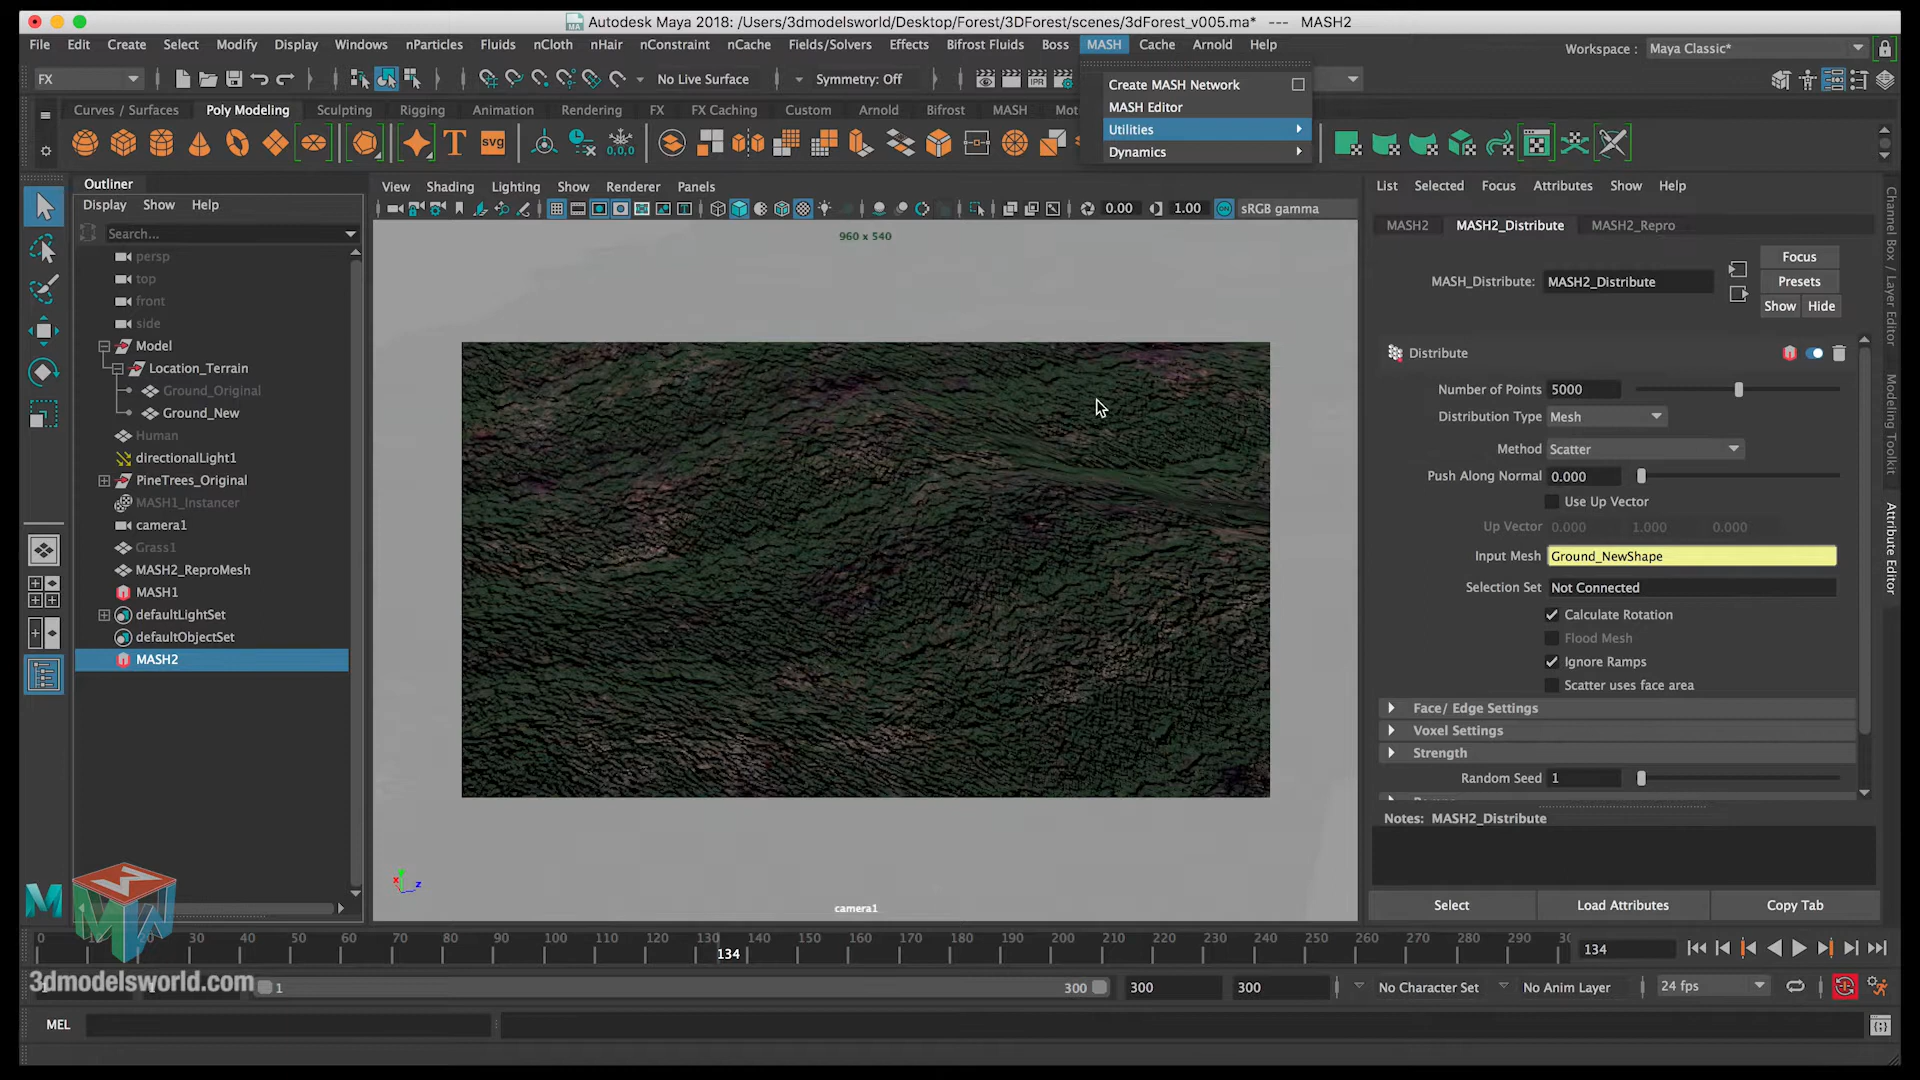 Autodesk Maya 2018: /Users/3dmodelsworld/Desktop/Forest/3DForest/scenes/3dForest_v005.ma* --- MASH2
File Edit Create Select Modify Display Windows nParticles Fluids nCloth nHair nConstraint nCache Fields/Solvers Effects Bifrost Fluids Boss MASH Cache Arnold Help
Workspace : Maya Classic*
FX
No Live Surface
Symmetry: Off
IPR
Create MASH Network
MASH Editor
Utilities
Dynamics
Curves / Surfaces Poly Modeling Sculpting Rigging Animation Rendering FX FX Caching Custom Arnold Bifrost MASH Mot
T
SVG
0,0,0
Outliner
Display Show Help
Search...
persp
top
front
side
Model
Location_Terrain
Ground_Original
Ground_New
Human
directionalLight1
PineTrees_Original
MASH1_Instancer
camera1
Grass1
MASH2_ReproMesh
MASH1
defaultLightSet
defaultObjectSet
MASH2
View Shading Lighting Show Renderer Panels
0.00
1.00
ON
sRGB gamma
960 x 540
x
z
camera1
List Selected Focus Attributes Show Help
MASH2 MASH2_Distribute MASH2_Repro
MASH_Distribute: MASH2_Distribute
Focus
Presets
Show Hide
Distribute
Number of Points 5000
Distribution Type Mesh
Method Scatter
Push Along Normal 0.000
Use Up Vector
Up Vector 0.000 1.000 0.000
Input Mesh Ground_NewShape
Selection Set Not Connected
Calculate Rotation
Flood Mesh
Ignore Ramps
Scatter uses face area
Face/ Edge Settings
Voxel Settings
Strength
Random Seed 1
Notes: MASH2_Distribute
Select Load Attributes Copy Tab
Channel Box / Layer Editor
Modeling Toolkit
Attribute Editor
0 10 20 30 40 50 60 70 80 90 100 110 120 130 140 150 160 170 180 190 200 210 220 230 240 250 260 270 280 290 30
134
134
M
MW
3dmodelsworld.com
1
300
300
300
No Character Set
No Anim Layer
24 fps
MEL